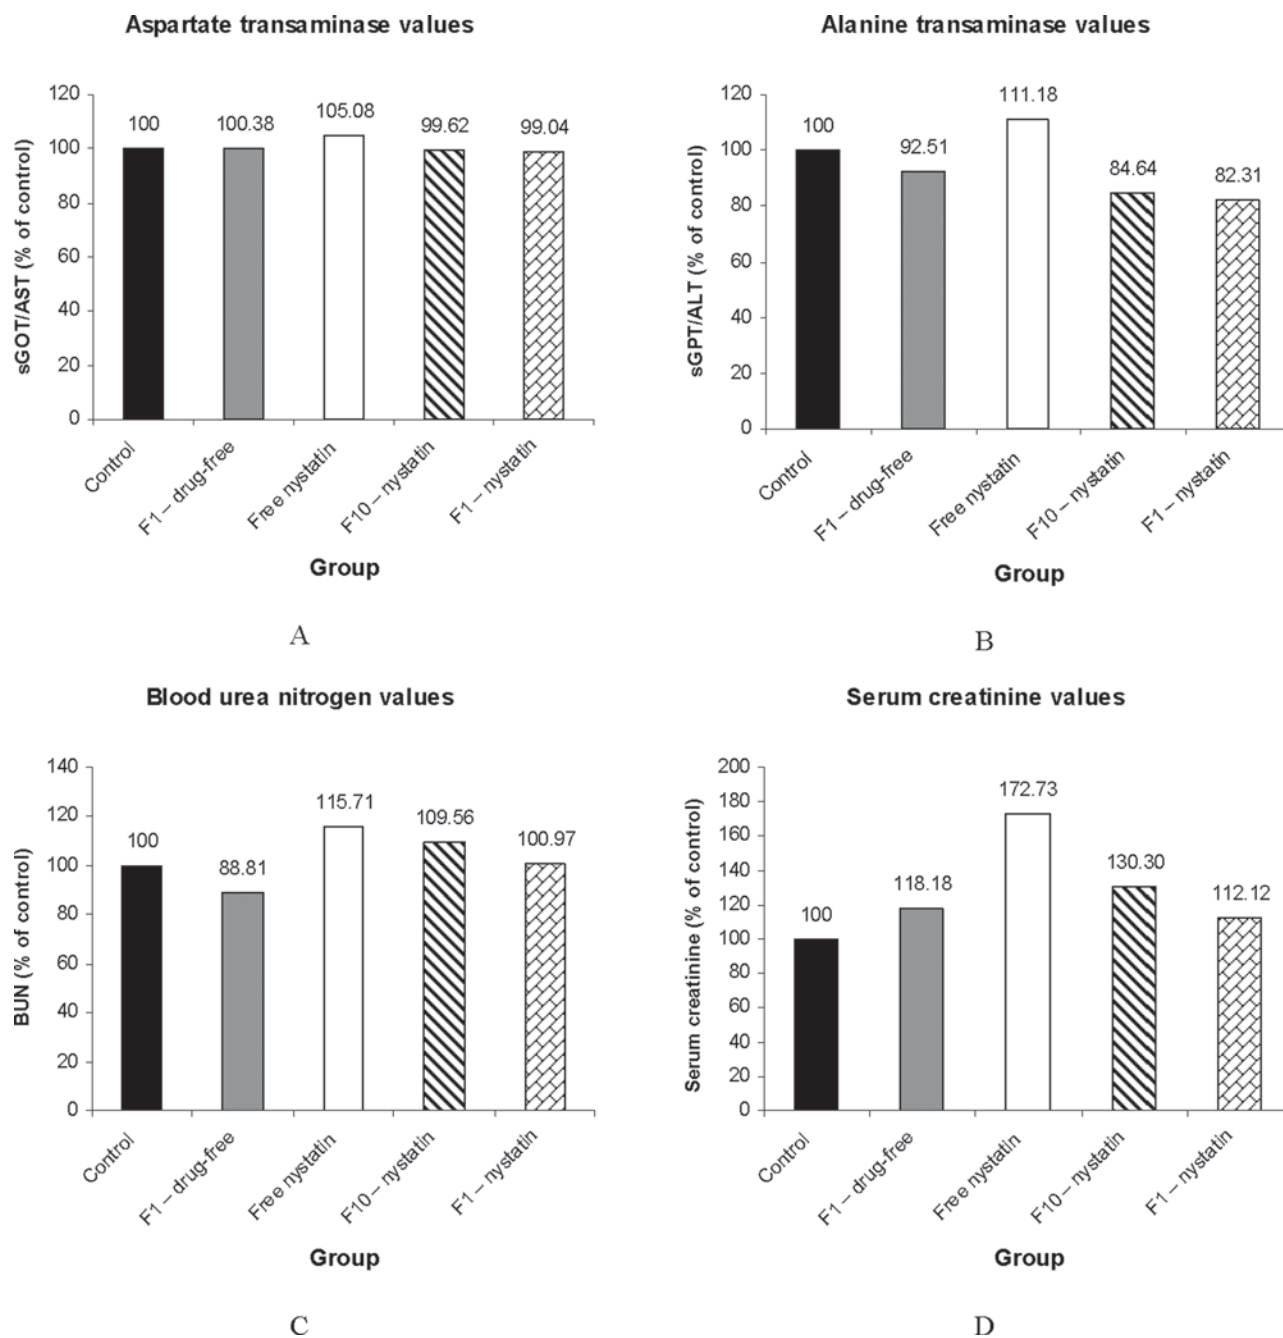 Aspartate transaminase values
120
100
80
60
40
20
0
sGOT/AST (% of control)
100
100.38
105.08
99.62
99.04
Control
F1 – drug-free
Free nystatin
F10 – nystatin
F1 – nystatin
Group
A
Alanine transaminase values
120
100
80
60
40
20
0
sGPT/ALT (% of control)
100
92.51
111.18
84.64
82.31
Control
F1 – drug-free
Free nystatin
F10 – nystatin
F1 – nystatin
Group
B
Blood urea nitrogen values
140
120
100
80
60
40
20
0
BUN (% of control)
100
88.81
115.71
109.56
100.97
Control
F1 – drug-free
Free nystatin
F10 – nystatin
F1 – nystatin
Group
C
Serum creatinine values
200
180
160
140
120
100
80
60
40
20
0
Serum creatinine (% of control)
100
118.18
172.73
130.30
112.12
Control
F1 – drug-free
Free nystatin
F10 – nystatin
F1 – nystatin
Group
D